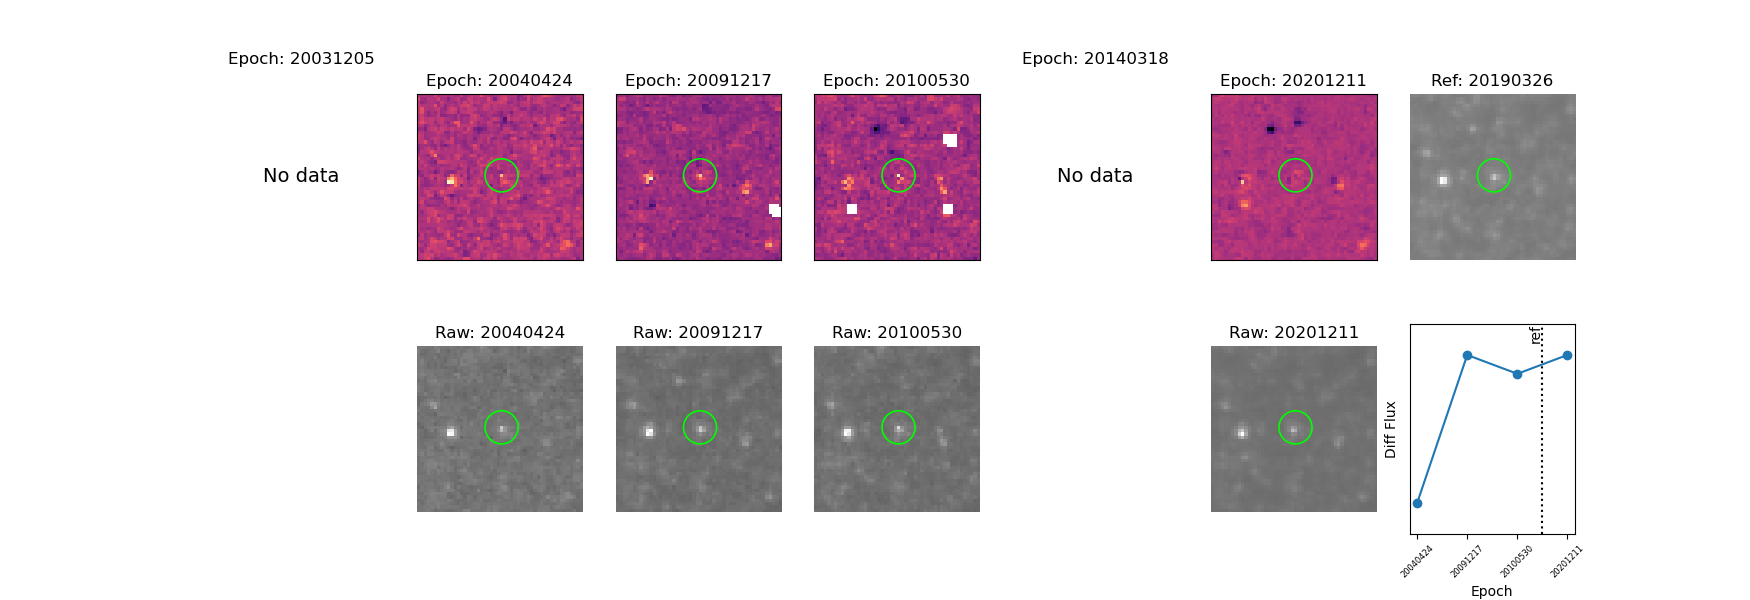 Epoch: 20031205
Epoch: 20040424
Epoch: 20091217
Epoch: 20100530
Epoch: 20140318
Epoch: 20201211
Ref: 20190326
No data
No data
Raw: 20040424
Raw: 20091217
Raw: 20100530
Raw: 20201211
ref
Diff Flux
20040424
20091217
20100530
20201211
Epoch